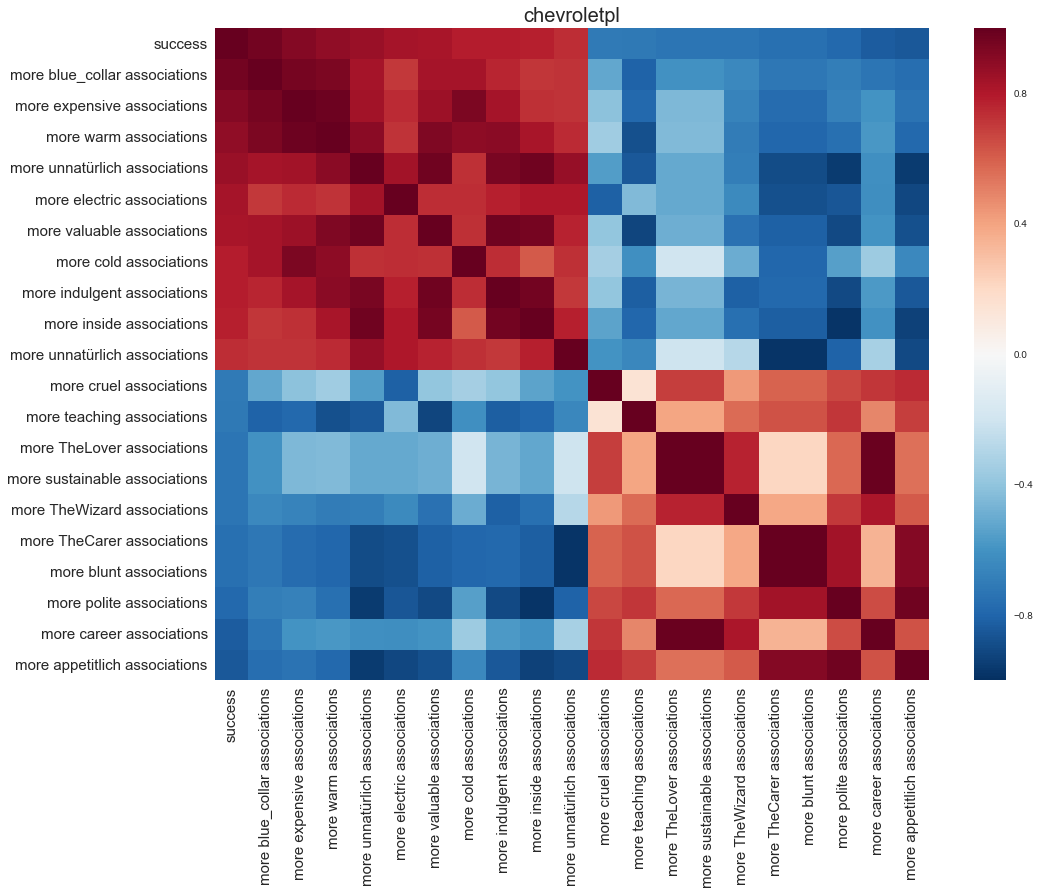 chevroletpl
success
more blue_collar associations
more expensive associations
more warm associations
more unnatürlich associations
more electric associations
more valuable associations
more cold associations
more indulgent associations
more inside associations
more unnatürlich associations
more cruel associations
more teaching associations
more TheLover associations
more sustainable associations
more TheWizard associations
more TheCarer associations
more blunt associations
more polite associations
more career associations
more appetitlich associations
success
more blue_collar associations
more expensive associations
more warm associations
more unnatürlich associations
more electric associations
more valuable associations
more cold associations
more indulgent associations
more inside associations
more unnatürlich associations
more cruel associations
more teaching associations
more TheLover associations
more sustainable associations
more TheWizard associations
more TheCarer associations
more blunt associations
more polite associations
more career associations
more appetitlich associations
0.8
0.4
0.0
−0.4
−0.8